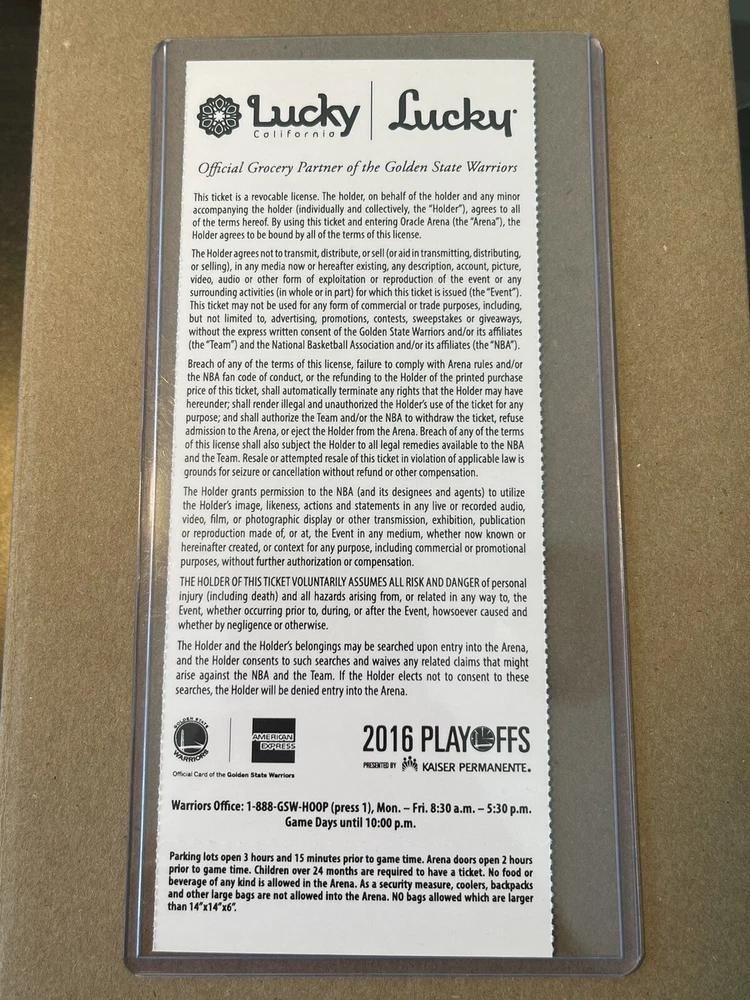 Lucky California | Lucky
Official Grocery Partner of the Golden State Warriors
This ticket is a revocable license. The holder, on behalf of the holder and any minor
accompanying the holder (individually and collectively, the “Holder”), agrees to all
of the terms hereof. By using this ticket and entering Oracle Arena (the “Arena”), the
Holder agrees to be bound by all of the terms of this license.
The Holder agrees not to transmit, distribute, or sell (or aid in transmitting, distributing,
or selling), in any media now or hereafter existing, any description, account, picture,
video, audio or other form of exploitation or reproduction of the event or any
surrounding activities (in whole or in part) for which this ticket is issued (the “Event”).
This ticket may not be used for any form of commercial or trade purposes, including,
but not limited to, advertising, promotions, contests, sweepstakes or giveaways,
without the express written consent of the Golden State Warriors and/or its affiliates
(the “Team”) and the National Basketball Association and/or its affiliates (the “NBA”).
Breach of any of the terms of this license, failure to comply with Arena rules and/or
the NBA fan code of conduct, or the refunding to the Holder of the printed purchase
price of this ticket, shall automatically terminate any rights that the Holder may have
hereunder; shall render illegal and unauthorized the Holder’s use of the ticket for any
purpose; and shall authorize the Team and/or the NBA to withdraw the ticket, refuse
admission to the Arena, or eject the Holder from the Arena. Breach of any of the terms
of this license shall also subject the Holder to all legal remedies available to the NBA
and the Team. Resale or attempted resale of this ticket in violation of applicable law is
grounds for seizure or cancellation without refund or other compensation.
The Holder grants permission to the NBA (and its designees and agents) to utilize
the Holder’s image, likeness, actions and statements in any live or recorded audio,
video, film, or photographic display or other transmission, exhibition, publication
or reproduction made of, or at, the Event in any medium, whether now known or
hereinafter created, or context for any purpose, including commercial or promotional
purposes, without further authorization or compensation.
THE HOLDER OF THIS TICKET VOLUNTARILY ASSUMES ALL RISK AND DANGER of personal
injury (including death) and all hazards arising from, or related in any way to, the
Event, whether occurring prior to, during, or after the Event, howsoever caused and
whether by negligence or otherwise.
The Holder and the Holder’s belongings may be searched upon entry into the Arena,
and the Holder consents to such searches and waives any related claims that might
arise against the NBA and the Team. If the Holder elects not to consent to these
searches, the Holder will be denied entry into the Arena.
GOLDEN STATE WARRIORS
AMERICAN EXPRESS
Official Card of the Golden State Warriors
2016 PLAYOFFS
PRESENTED BY KAISER PERMANENTE.
Warriors Office: 1-888-GSW-HOOP (press 1), Mon. – Fri. 8:30 a.m. – 5:30 p.m.
Game Days until 10:00 p.m.
Parking lots open 3 hours and 15 minutes prior to game time. Arena doors open 2 hours
prior to game time. Children over 24 months are required to have a ticket. No food or
beverage of any kind is allowed in the Arena. As a security measure, coolers, backpacks
and other large bags are not allowed into the Arena. NO bags allowed which are larger
than 14”x14”x6”.